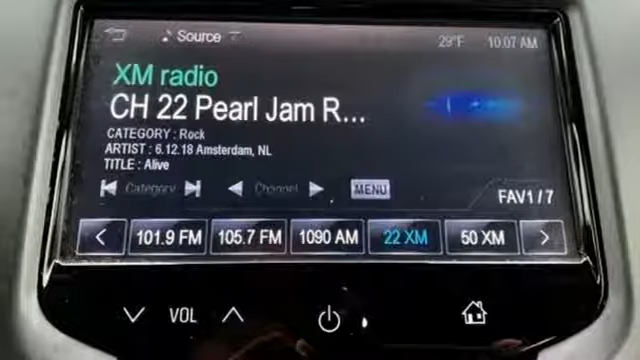 Source
29°F 10:07 AM
XM radio
CH 22 Pearl Jam R...
CATEGORY : Rock
ARTIST : 6.12.18 Amsterdam, NL
TITLE : Alive
Category Channel MENU
FAV1 / 7
101.9 FM 105.7 FM 1090 AM 22 XM 50 XM
VOL